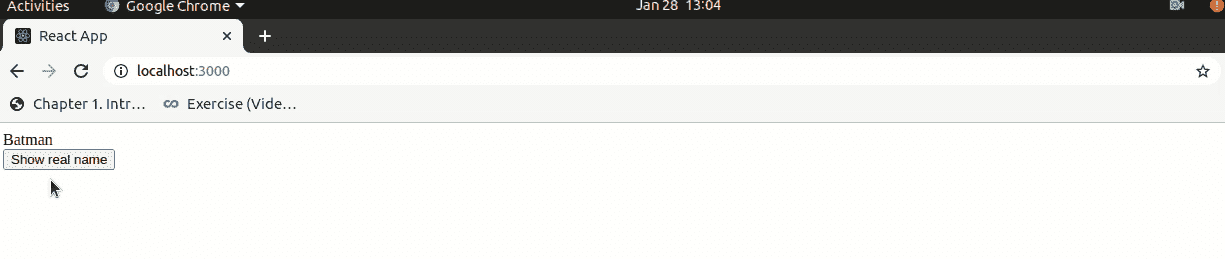 Activities Google Chrome Jan 28 13:04
React App
localhost:3000
Chapter 1. Intr… Exercise (Vide…
Batman
Show real name